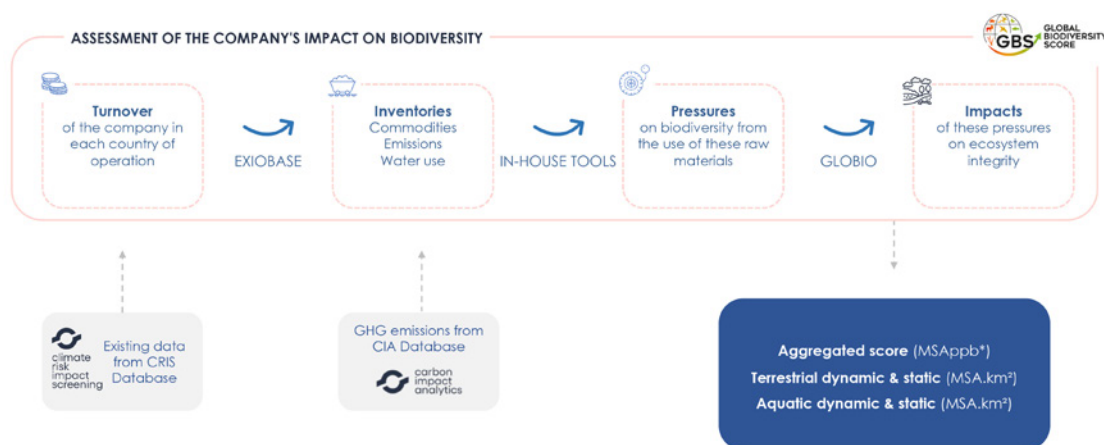 ASSESSMENT OF THE COMPANY'S IMPACT ON BIODIVERSITY
GBS
GLOBAL
BIODIVERSITY
SCORE
Turnover
of the company in
each country of
operation
EXIOBASE
Inventories
Commodities
Emissions
Water use
IN-HOUSE TOOLS
Pressures
on biodiversity from
the use of these raw
materials
GLOBIO
Impacts
of these pressures
on ecosystem
integrity
climate
risk
impact
screening
Existing data
from CRIS
Database
GHG emissions from
CIA Database
carbon
impact
analytics
Aggregated score (MSAppb*)
Terrestrial dynamic & static (MSA.km²)
Aquatic dynamic & static (MSA.km²)